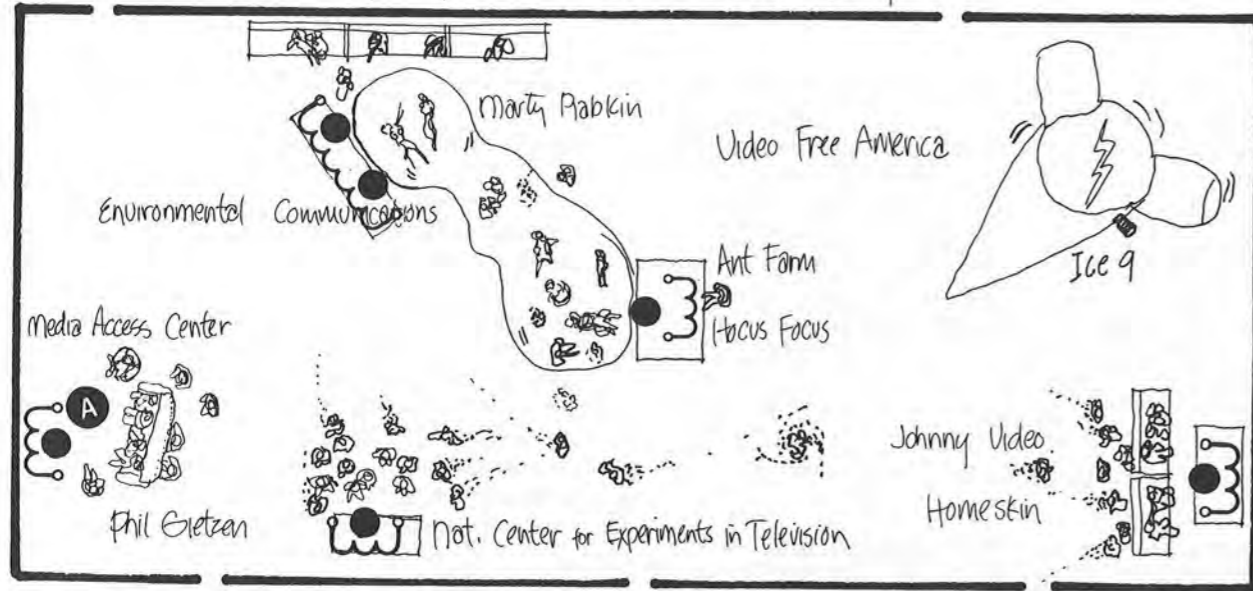 Marty Rabkin
Video Free America
Environmental Communications
Ant Farm
Ice 9
Hocus Focus
Media Access Center
A
Johnny Video
Homeskin
Phil Gietzen
Nat. Center for Experiments in Television